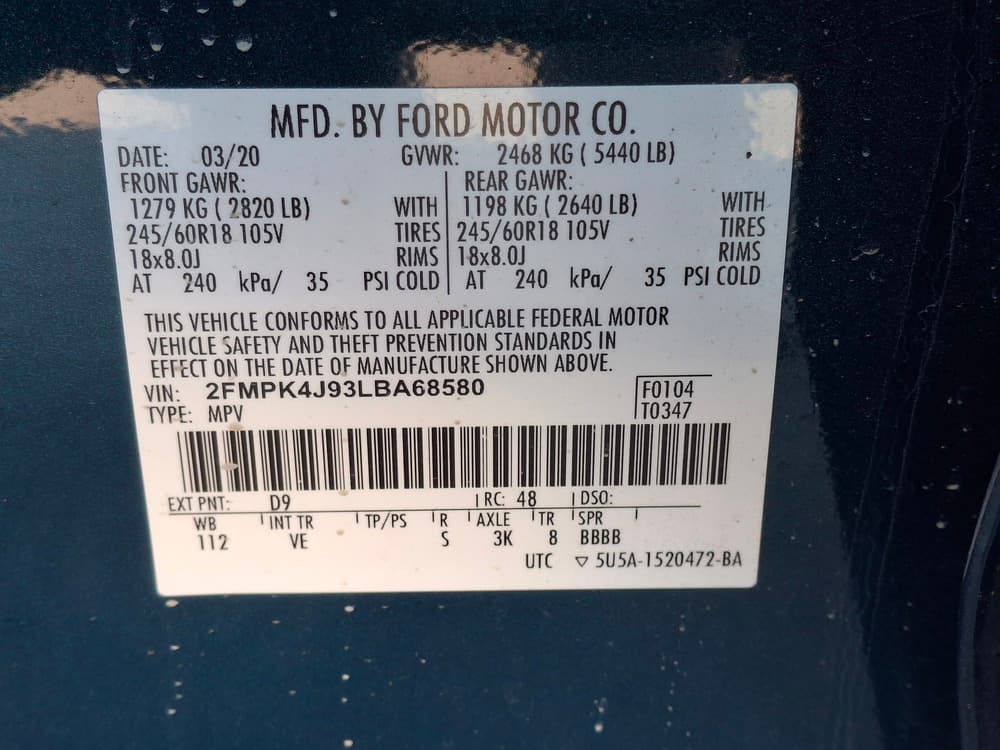 MFD. BY FORD MOTOR CO.
DATE: 03/20 GVWR: 2468 KG ( 5440 LB)
FRONT GAWR: REAR GAWR:
1279 KG ( 2820 LB) WITH 1198 KG ( 2640 LB) WITH
245/60R18 105V TIRES 245/60R18 105V TIRES
18x8.0J RIMS 18x8.0J RIMS
AT 240 kPa/ 35 PSI COLD AT 240 kPa/ 35 PSI COLD
THIS VEHICLE CONFORMS TO ALL APPLICABLE FEDERAL MOTOR
VEHICLE SAFETY AND THEFT PREVENTION STANDARDS IN
EFFECT ON THE DATE OF MANUFACTURE SHOWN ABOVE.
VIN: 2FMPK4J93LBA68580 F0104
TYPE: MPV T0347
EXT PNT: D9 RC: 48 DSO:
WB INT TR TP/PS R AXLE TR SPR
112 VE S 3K 8 BBBB
UTC ▽ 5U5A-1520472-BA